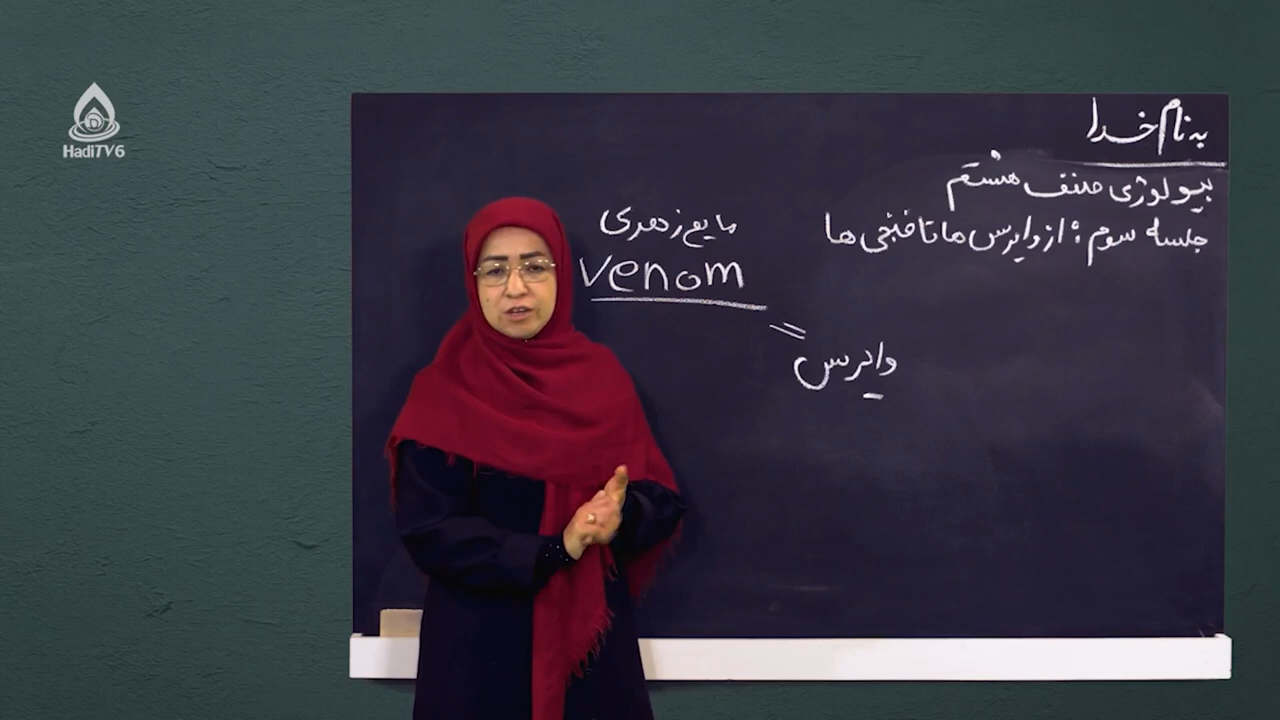 به نام خدا
بیولوژی صنف هشتم
جلسه سوم: از وایرس ها تا فنجی ها
مایع زهری
venom
= وایرس
HadiTV6